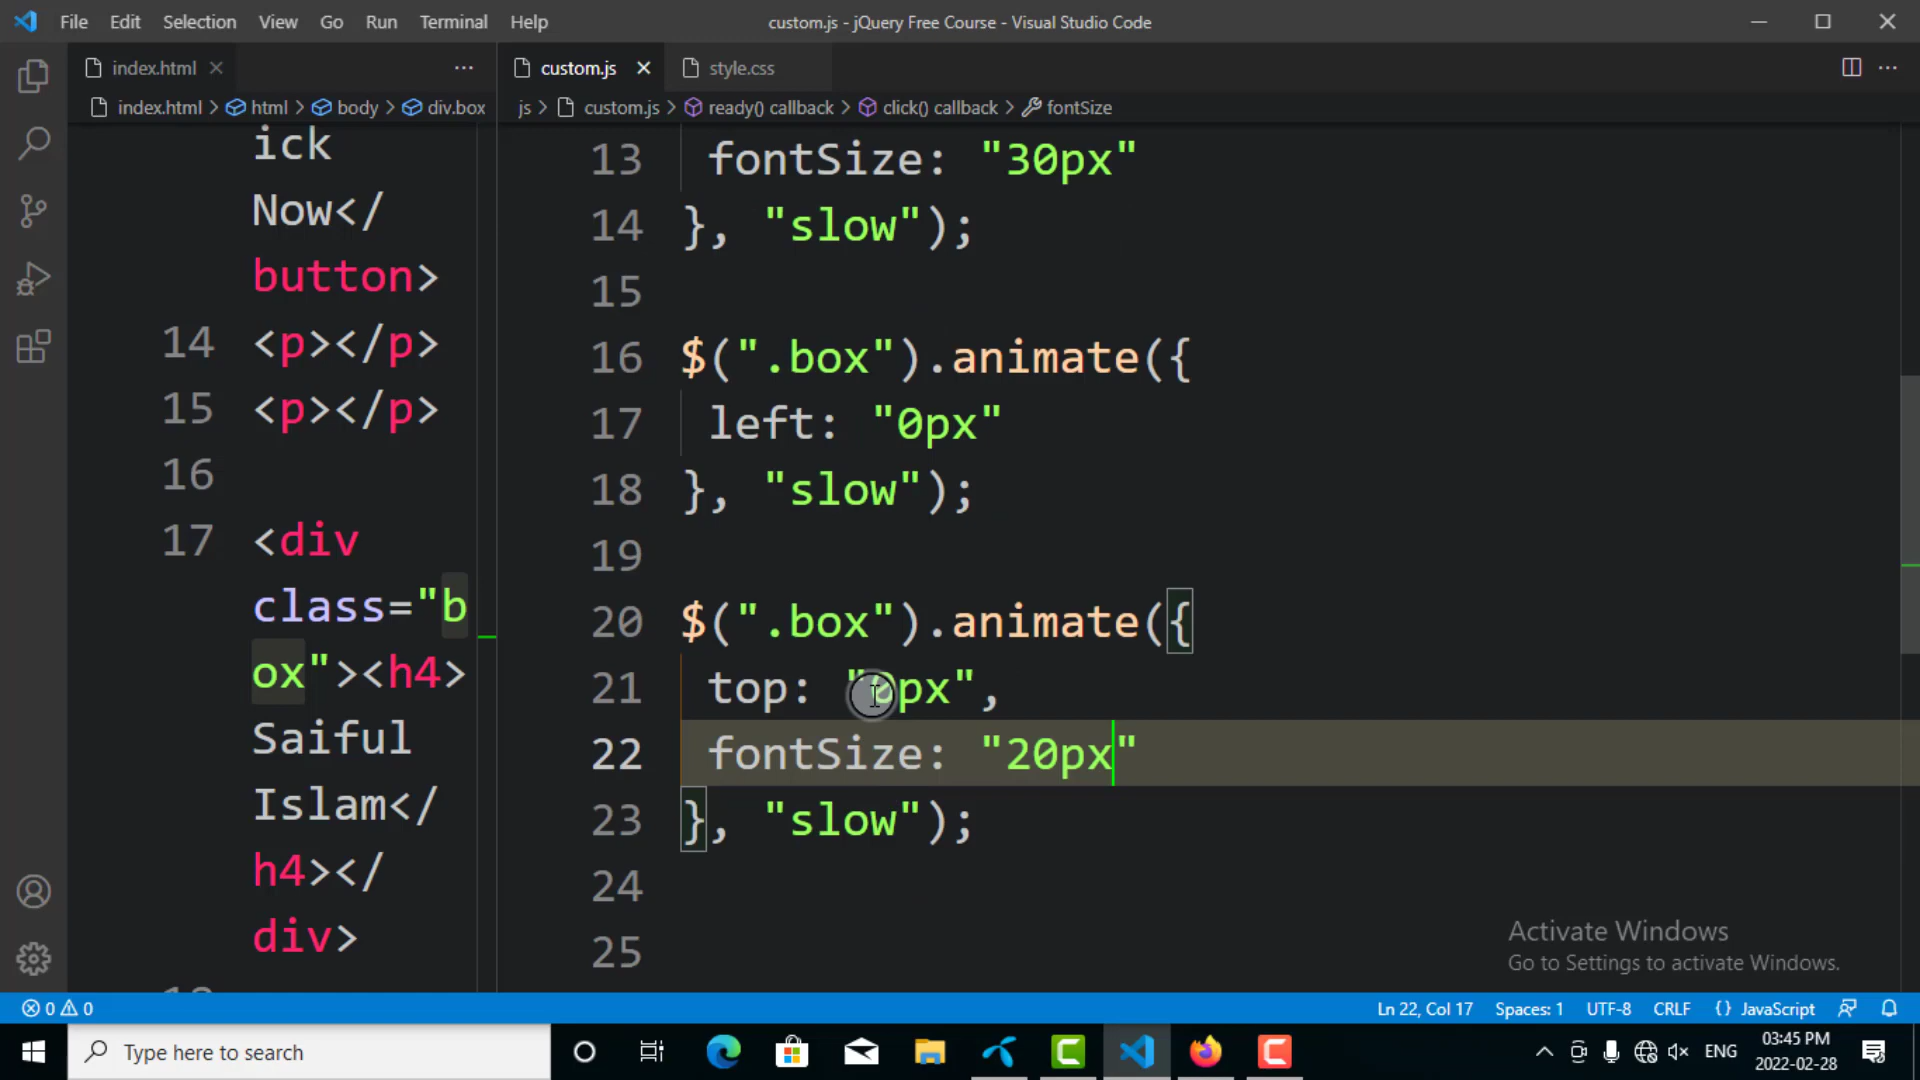 File Edit Selection View Go Run Terminal Help
custom.js - jQuery Free Course - Visual Studio Code
index.html
custom.js
style.css
index.html > html > body > div.box
js > custom.js > ready() callback > click() callback > fontSize
ick
Now</
button>
14 <p></p>
15 <p></p>
16
17 <div
class="b
ox"><h4>
Saiful
Islam</
h4></
div>
13 fontSize: "30px"
14 }, "slow");
15
16 $(".box").animate({
17 left: "0px"
18 }, "slow");
19
20 $(".box").animate({
21 top: "0px",
22 fontSize: "20px"
23 }, "slow");
24
25
Activate Windows
Go to Settings to activate Windows.
0 0
Ln 22, Col 17 Spaces: 1 UTF-8 CRLF {} JavaScript
Type here to search
ENG
03:45 PM
2022-02-28